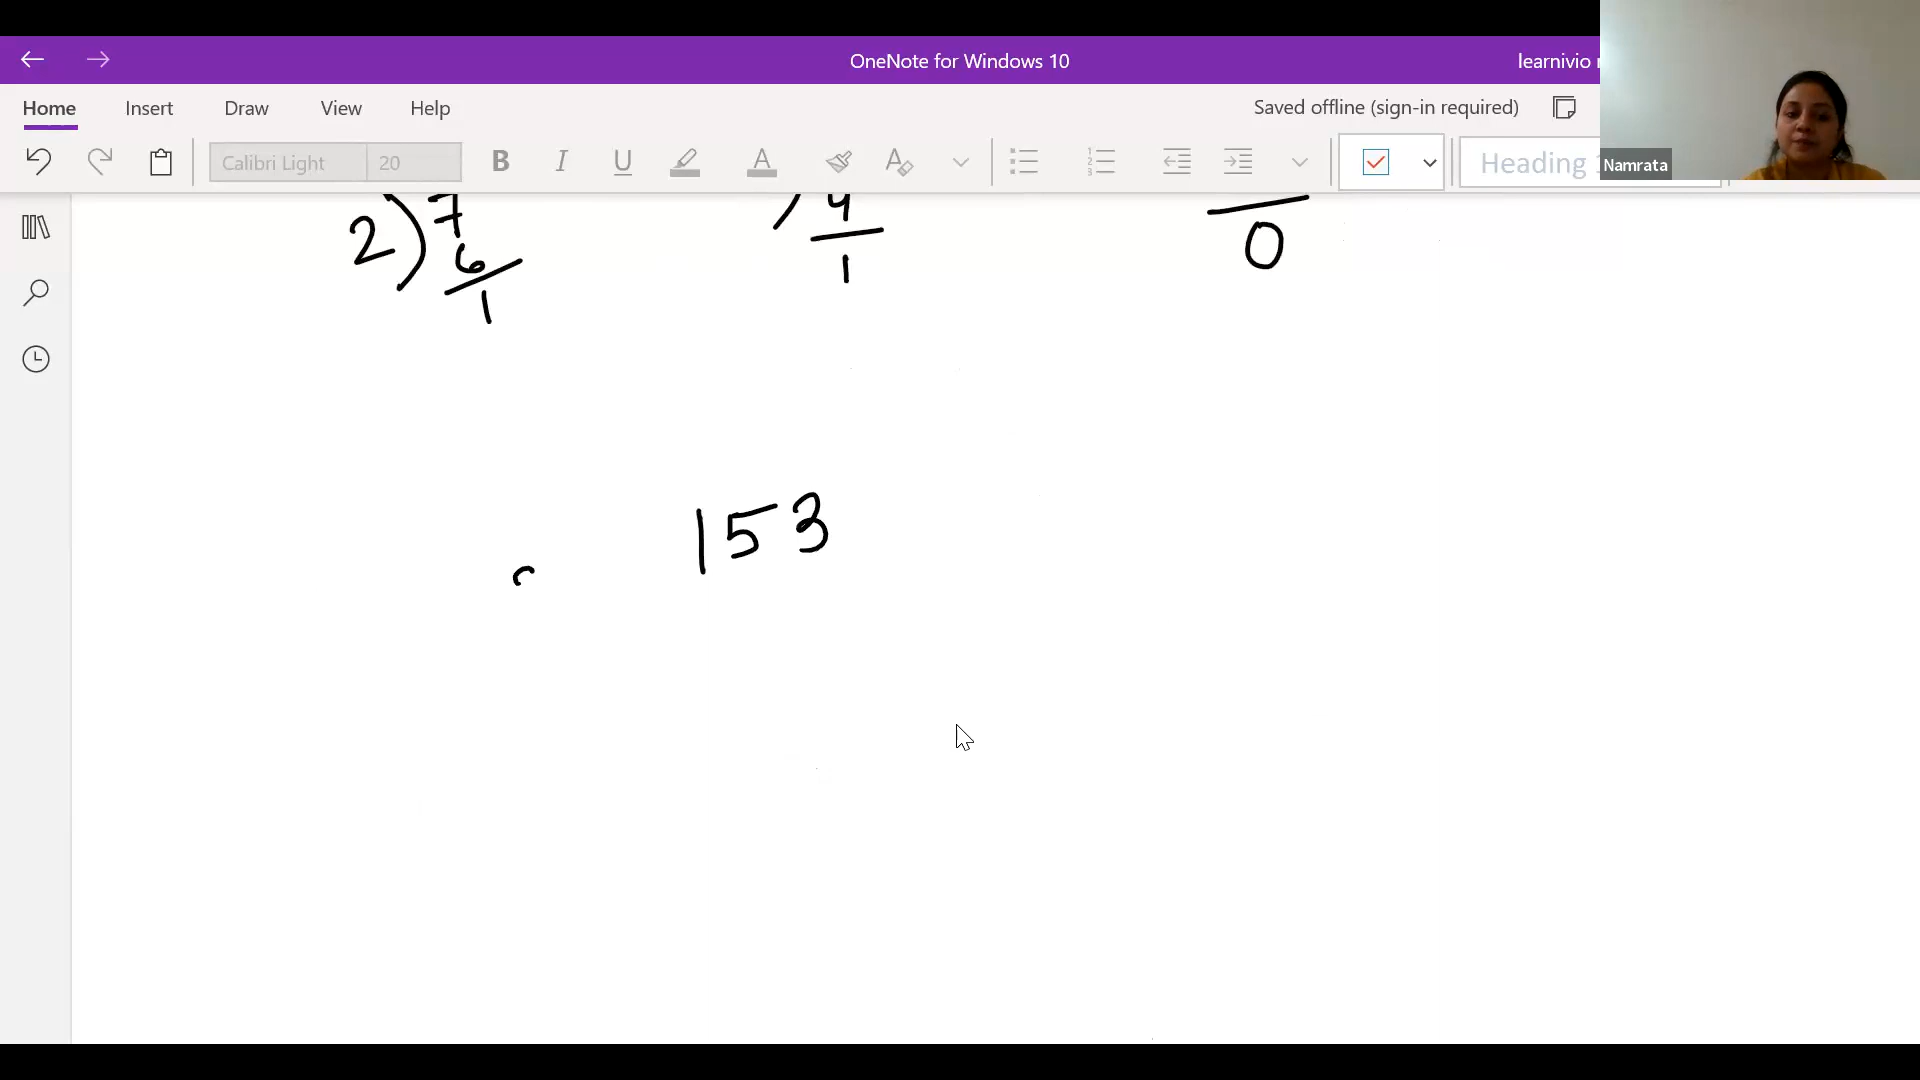 OneNote for Windows 10
learnivio
Home Insert Draw View Help
Saved offline (sign-in required)
Calibri Light 20 B I U A A Heading
Namrata
2)7 4
6 0
1 1
153